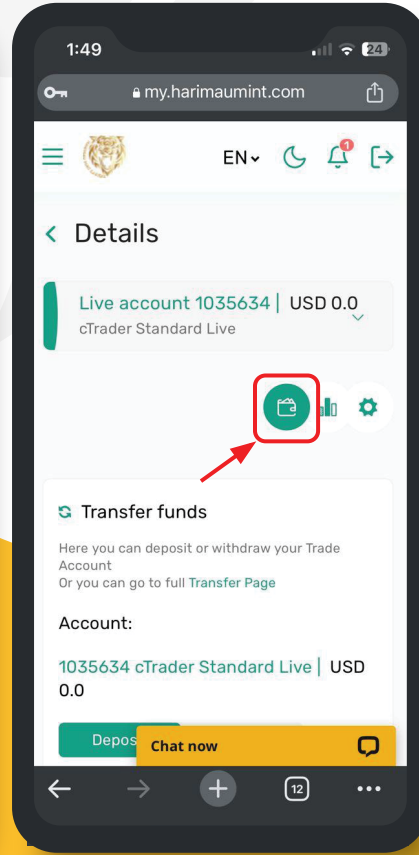 1:49
24
my.harimaumint.com
EN
1
Details
Live account 1035634 | USD 0.0
cTrader Standard Live
Transfer funds
Here you can deposit or withdraw your Trade
Account
Or you can go to full Transfer Page
Account:
1035634 cTrader Standard Live | USD
0.0
Depos
Chat now
12